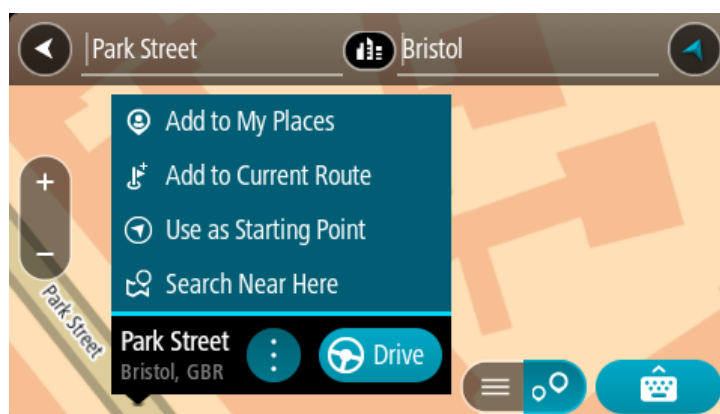 Park Street
Bristol
Add to My Places
Add to Current Route
Use as Starting Point
Search Near Here
+
−
Park Street
Park Street
Bristol, GBR
Drive